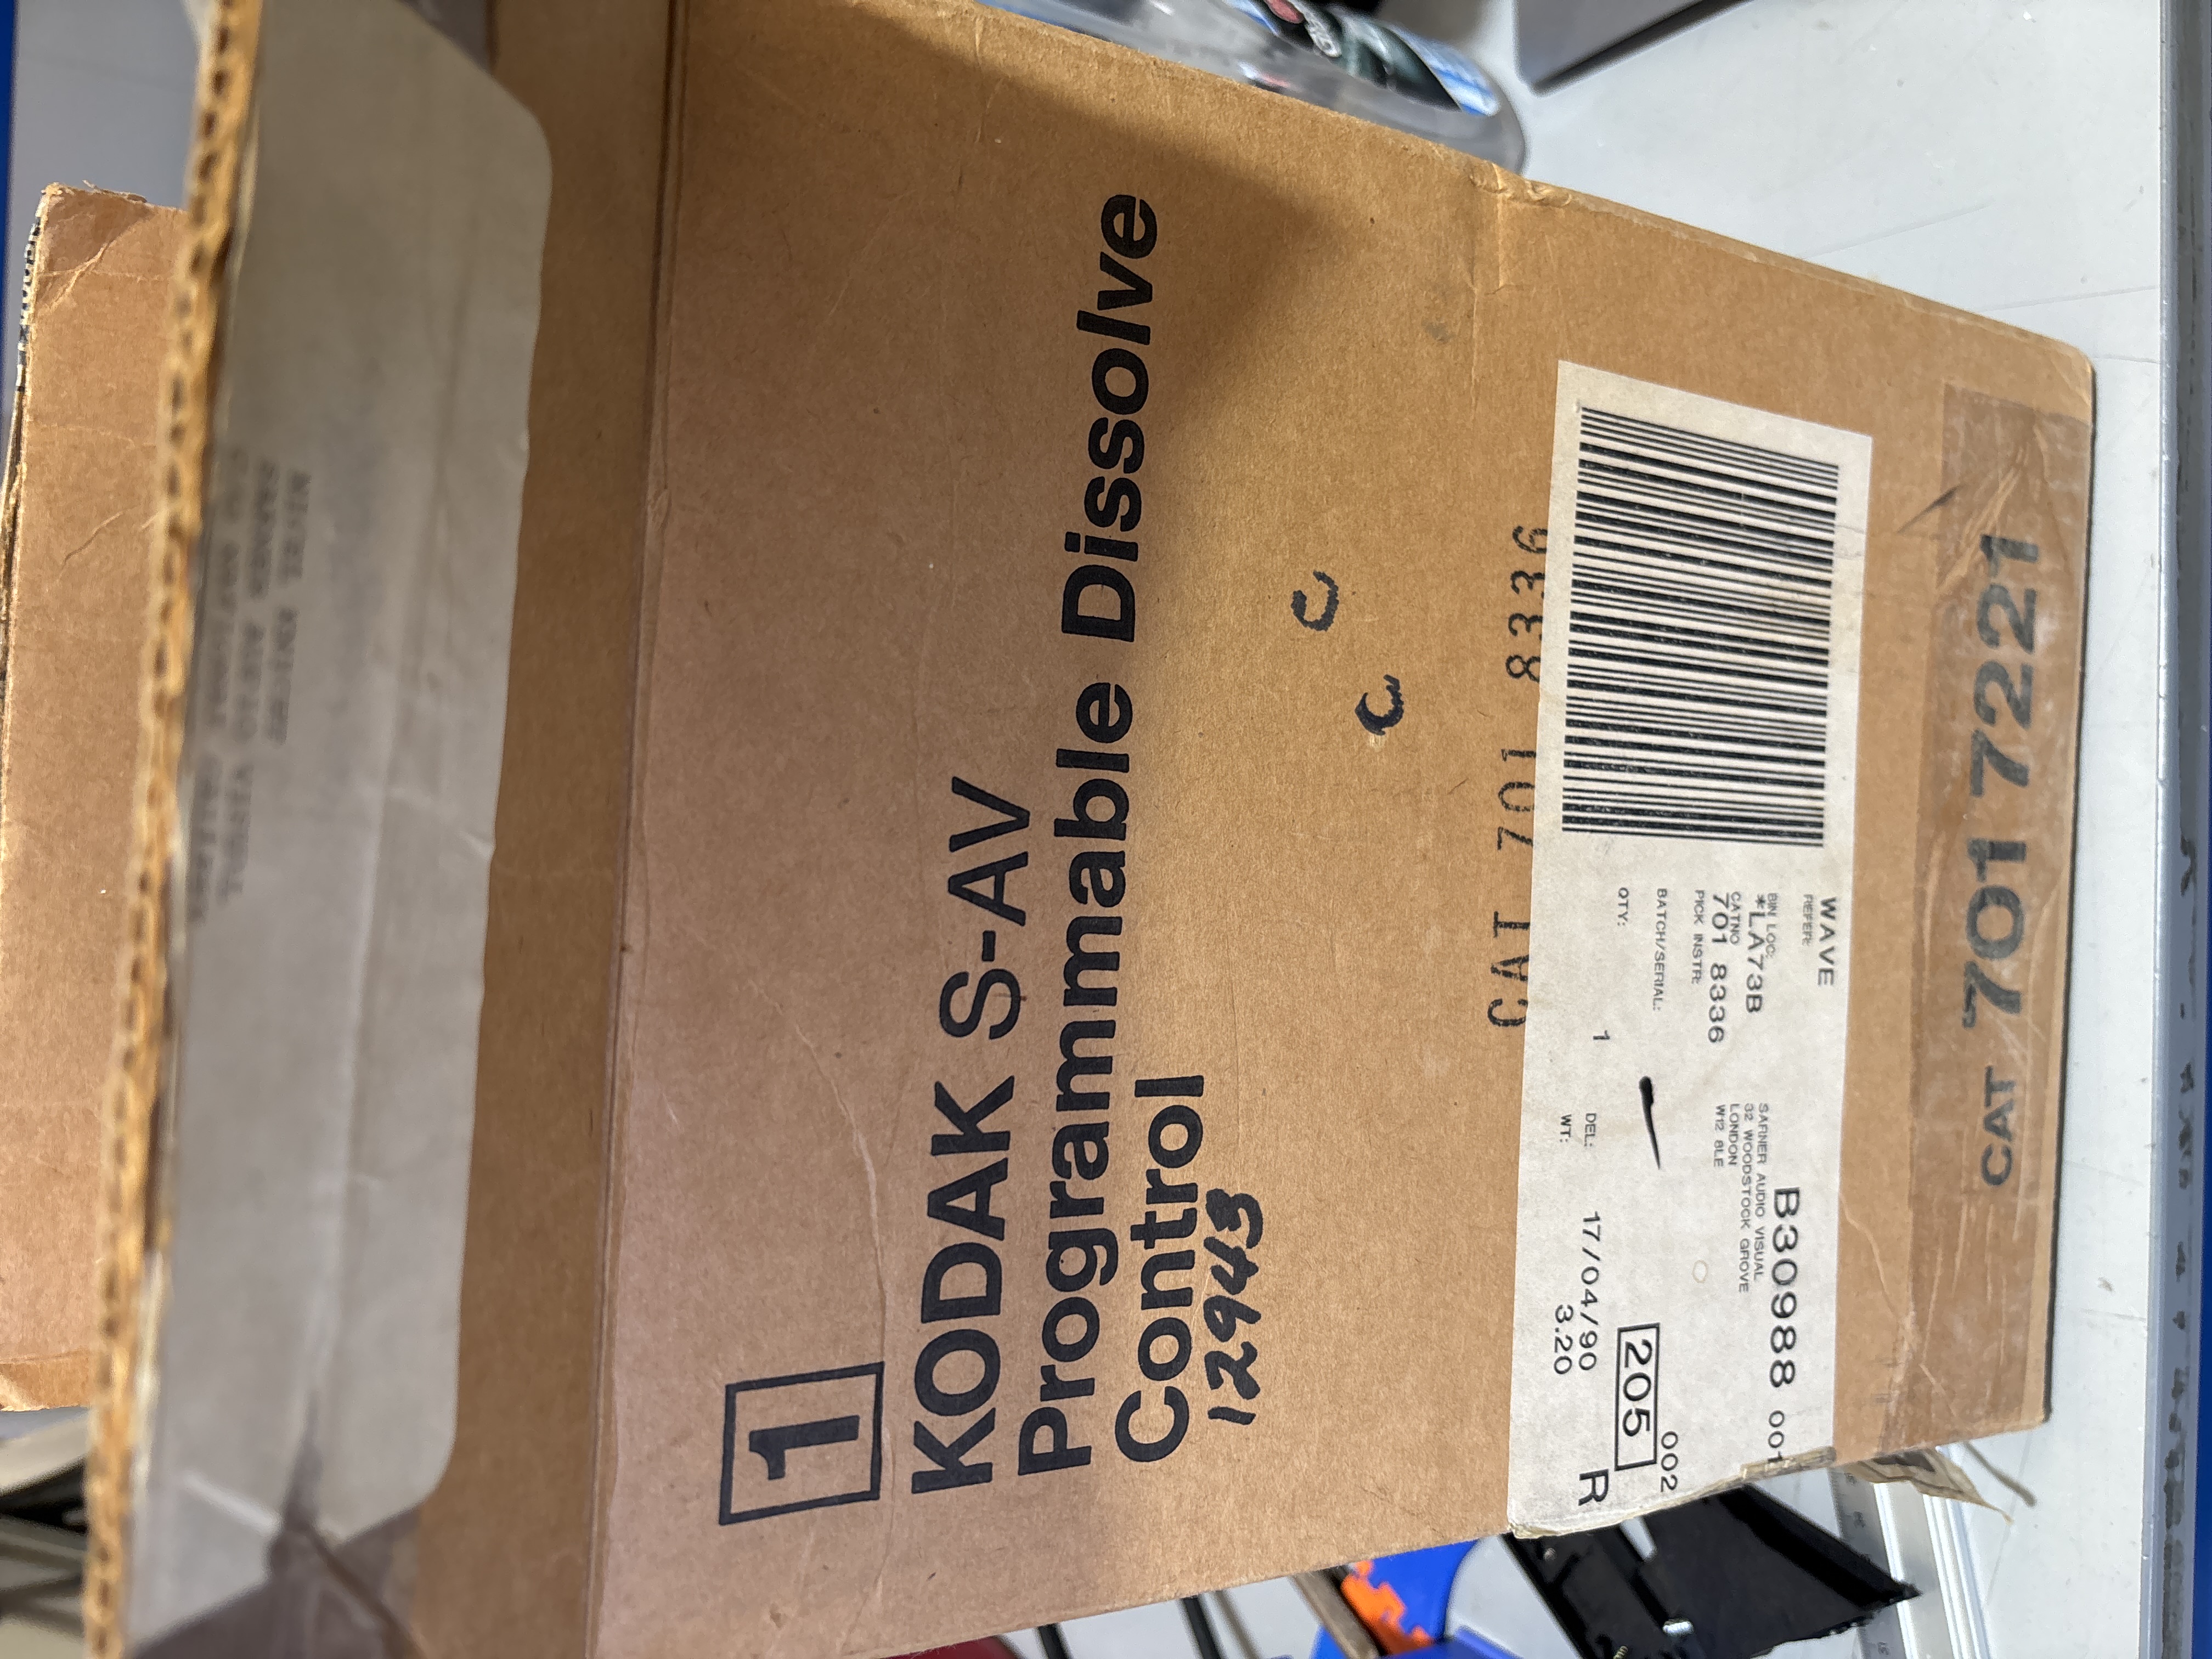 1
KODAK S-AV
Programmable Dissolve
Control
12943
C
C
CAT 701 8336
WAVE
REFER:
BIN LOC:
*LA73B
CATNO
701 8336
PICK INSTR:
BATCH/SERIAL:
QTY: 1
B30988 001
SARNER AUDIO VISUAL
32 WOODSTOCK GROVE
LONDON
W12 8LE
002
205
R
DEL: 17/04/90
WT: 3.20
CAT 701 7221